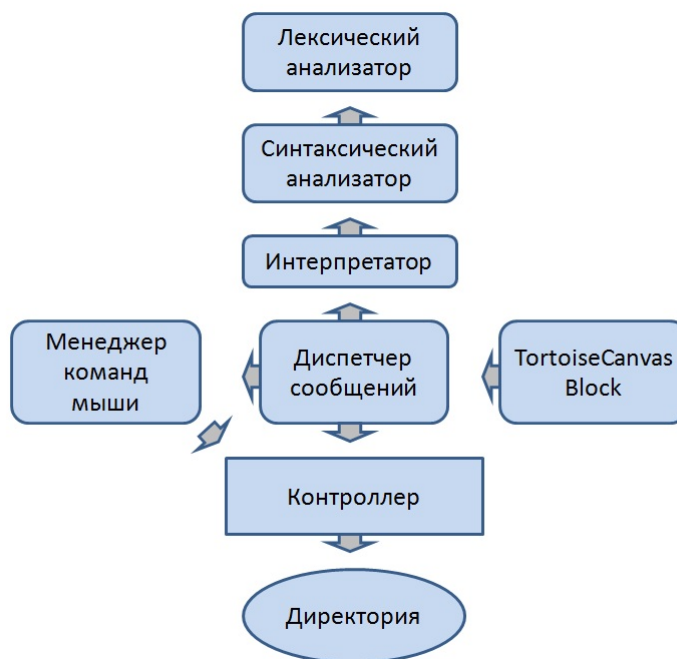 Лексический
анализатор
Синтаксический
анализатор
Интерпретатор
Менеджер
команд
мыши
Диспетчер
сообщений
TortoiseCanvas
Block
Контроллер
Директория